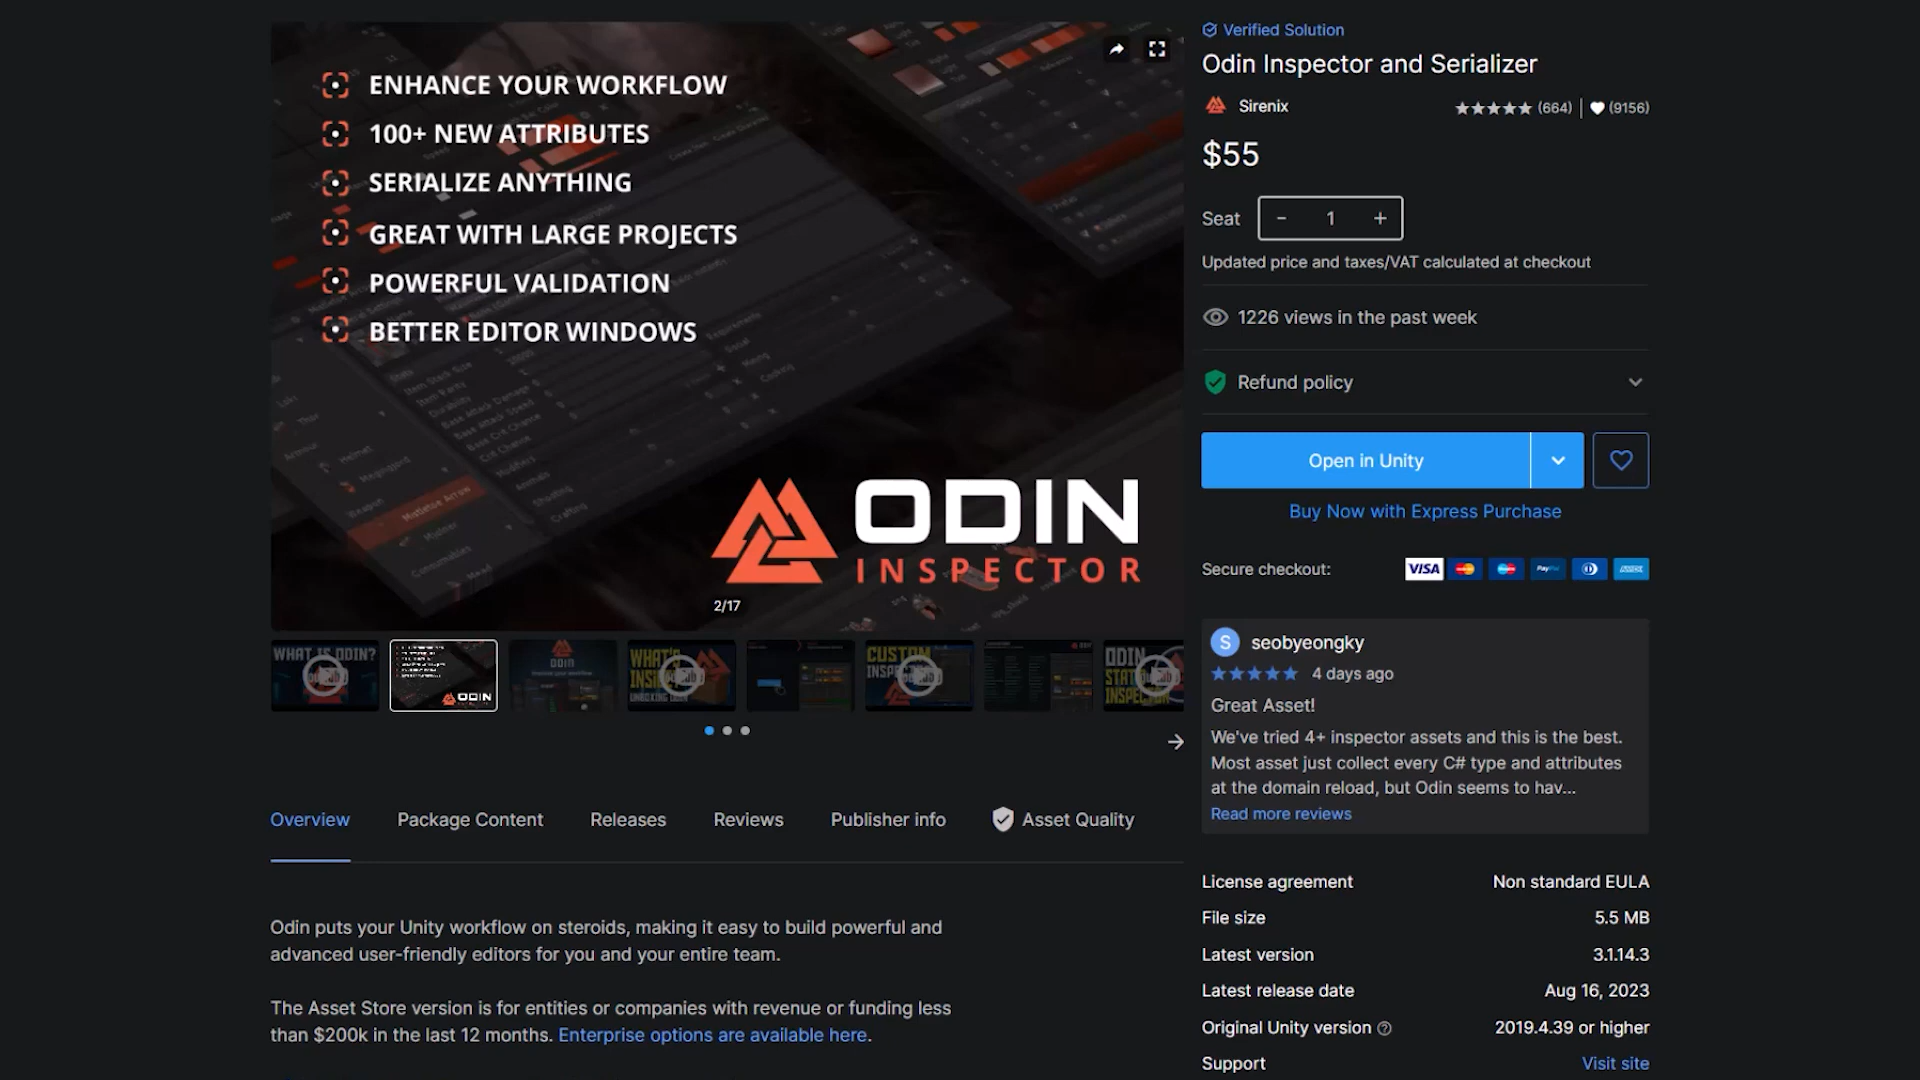 ENHANCE YOUR WORKFLOW
100+ NEW ATTRIBUTES
SERIALIZE ANYTHING
GREAT WITH LARGE PROJECTS
POWERFUL VALIDATION
BETTER EDITOR WINDOWS
ODIN
INSPECTOR
2/17
WHAT IS ODIN?
ODIN
WHAT'S
CUSTOM
ODIN
Overview
Package Content
Releases
Reviews
Publisher info
Asset Quality
Odin puts your Unity workflow on steroids, making it easy to build powerful and
advanced user-friendly editors for you and your entire team.
The Asset Store version is for entities or companies with revenue or funding less
than $200k in the last 12 months. Enterprise options are available here.
Verified Solution
Odin Inspector and Serializer
Sirenix
(664)
(9156)
$55
Seat - 1 +
Updated price and taxes/VAT calculated at checkout
1226 views in the past week
Refund policy
Open in Unity
Buy Now with Express Purchase
Secure checkout:
VISA
S seobyeongky
4 days ago
Great Asset!
We've tried 4+ inspector assets and this is the best.
Most asset just collect every C# type and attributes
at the domain reload, but Odin seems to hav...
Read more reviews
License agreement Non standard EULA
File size 5.5 MB
Latest version 3.1.14.3
Latest release date Aug 16, 2023
Original Unity version 2019.4.39 or higher
Support Visit site